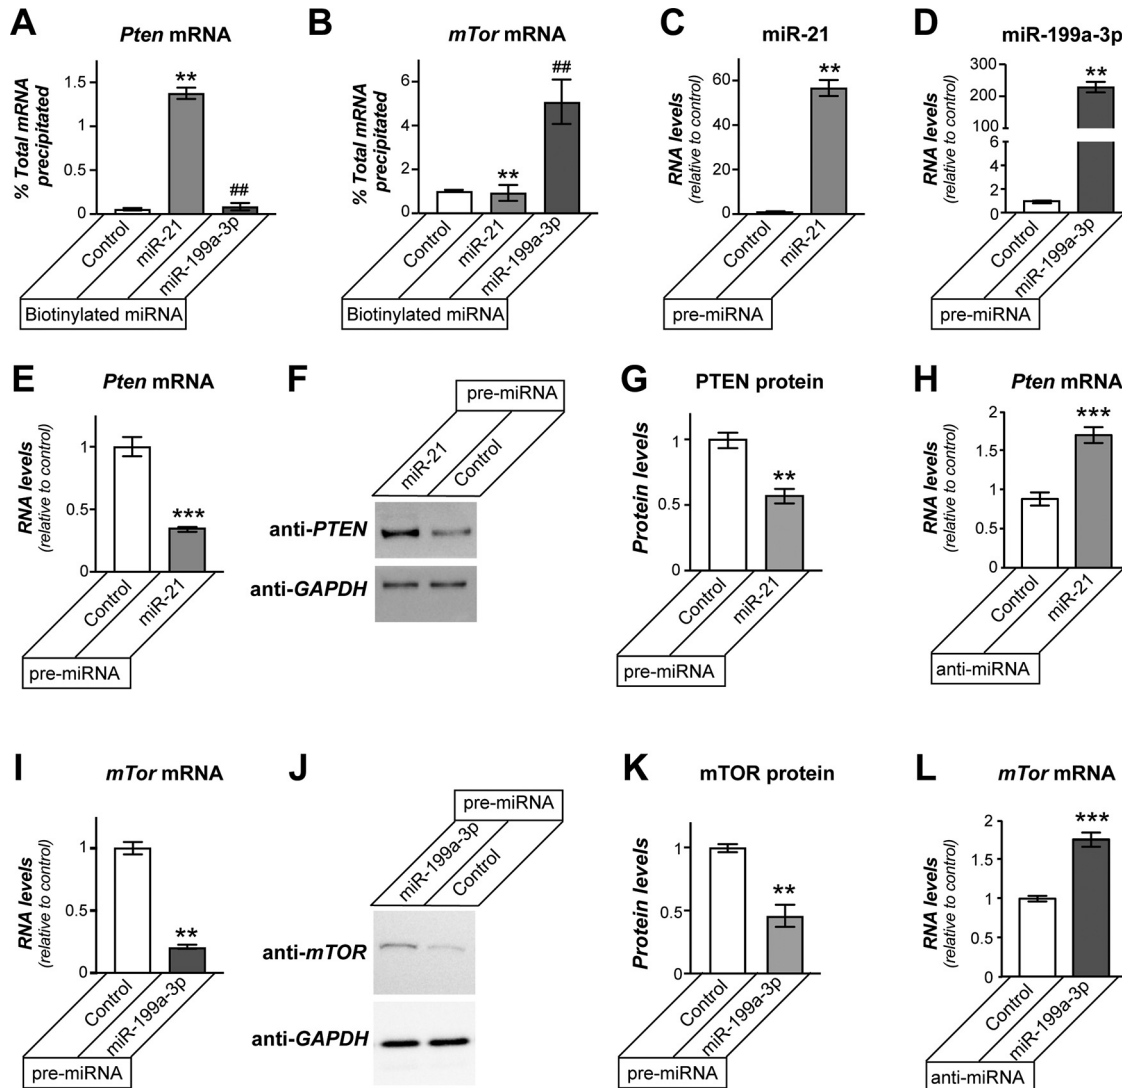 A
Pten mRNA
% Total mRNA
precipitated
1.5
1
0.5
0
**
##
Control
miR-21
miR-199a-3p
Biotinylated miRNA
B
mTor mRNA
% Total mRNA
precipitated
6
4
2
0
**
##
Control
miR-21
miR-199a-3p
Biotinylated miRNA
C
miR-21
RNA levels
(relative to control)
60
40
20
0
**
Control
miR-21
pre-miRNA
D
miR-199a-3p
RNA levels
(relative to control)
300
200
100
6
4
2
0
**
Control
miR-199a-3p
pre-miRNA
E
Pten mRNA
RNA levels
(relative to control)
1
0.5
0
***
Control
miR-21
pre-miRNA
F
pre-miRNA
miR-21
Control
anti-PTEN
anti-GAPDH
G
PTEN protein
Protein levels
1
0.5
0
**
Control
miR-21
pre-miRNA
H
Pten mRNA
RNA levels
(relative to control)
2
1.5
1
0.5
0
***
Control
miR-21
anti-miRNA
I
mTor mRNA
RNA levels
(relative to control)
1
0.5
0
**
Control
miR-199a-3p
pre-miRNA
J
pre-miRNA
miR-199a-3p
Control
anti-mTOR
anti-GAPDH
K
mTOR protein
Protein levels
1
0.5
0
**
Control
miR-199a-3p
pre-miRNA
L
mTor mRNA
RNA levels
(relative to control)
2
1.5
1
0.5
0
***
Control
miR-199a-3p
anti-miRNA